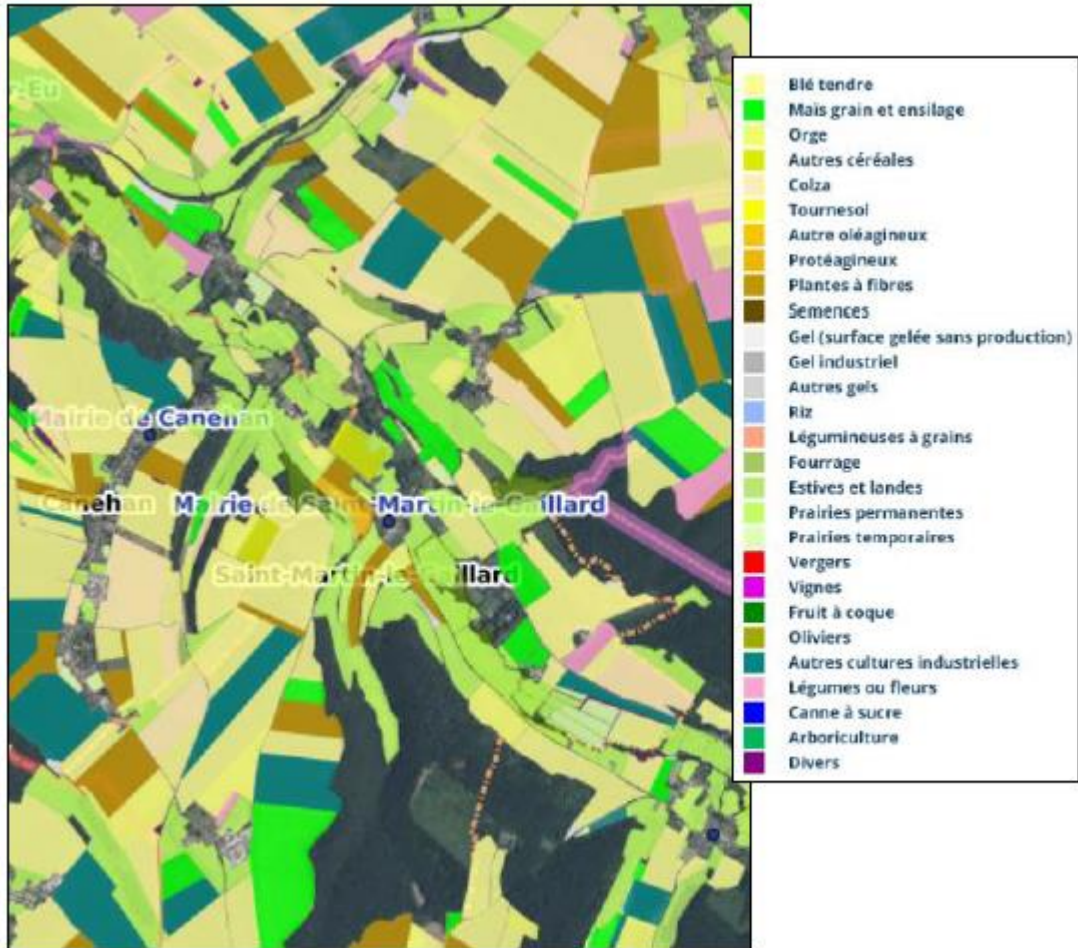 r-Eu
Mairie de Canehan
Canehan
Mairie de Saint-Martin-le-Gaillard
Saint-Martin-le-Gaillard
Blé tendre
Maïs grain et ensilage
Orge
Autres céréales
Colza
Tournesol
Autre oléagineux
Protéagineux
Plantes à fibres
Semences
Gel (surface gelée sans production)
Gel industriel
Autres gels
Riz
Légumineuses à grains
Fourrage
Estives et landes
Prairies permanentes
Prairies temporaires
Vergers
Vignes
Fruit à coque
Oliviers
Autres cultures industrielles
Légumes ou fleurs
Canne à sucre
Arboriculture
Divers